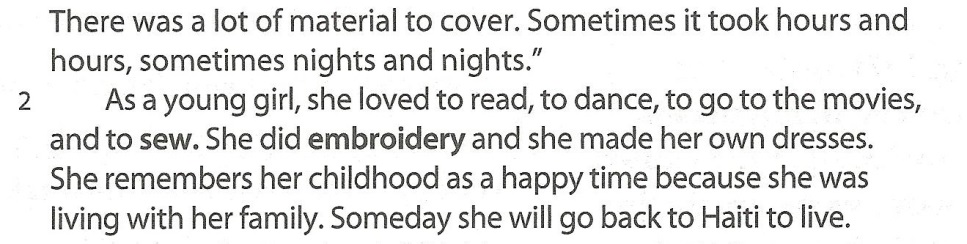 There was a lot of material to cover. Sometimes it took hours and
hours, sometimes nights and nights.”
2 As a young girl, she loved to read, to dance, to go to the movies,
and to sew. She did embroidery and she made her own dresses.
She remembers her childhood as a happy time because she was
living with her family. Someday she will go back to Haiti to live.